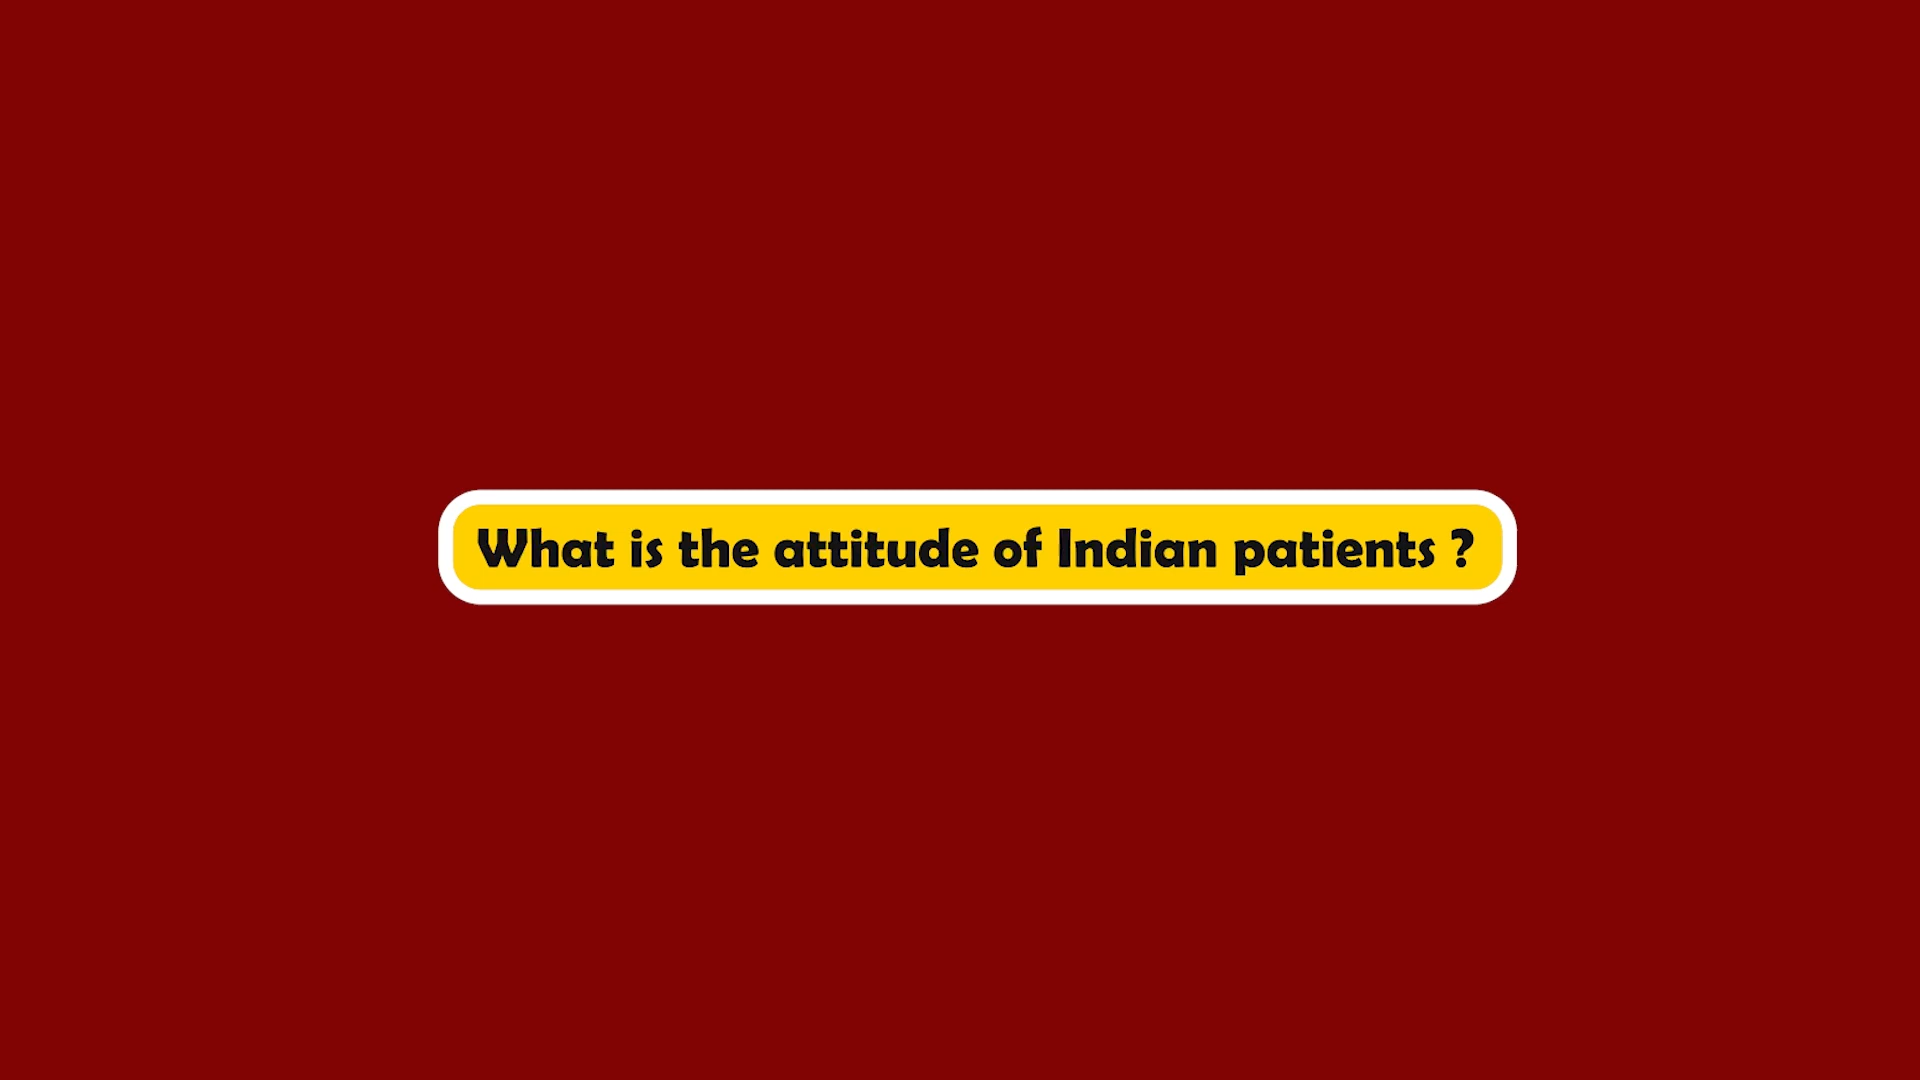 What is the attitude of Indian patients ?